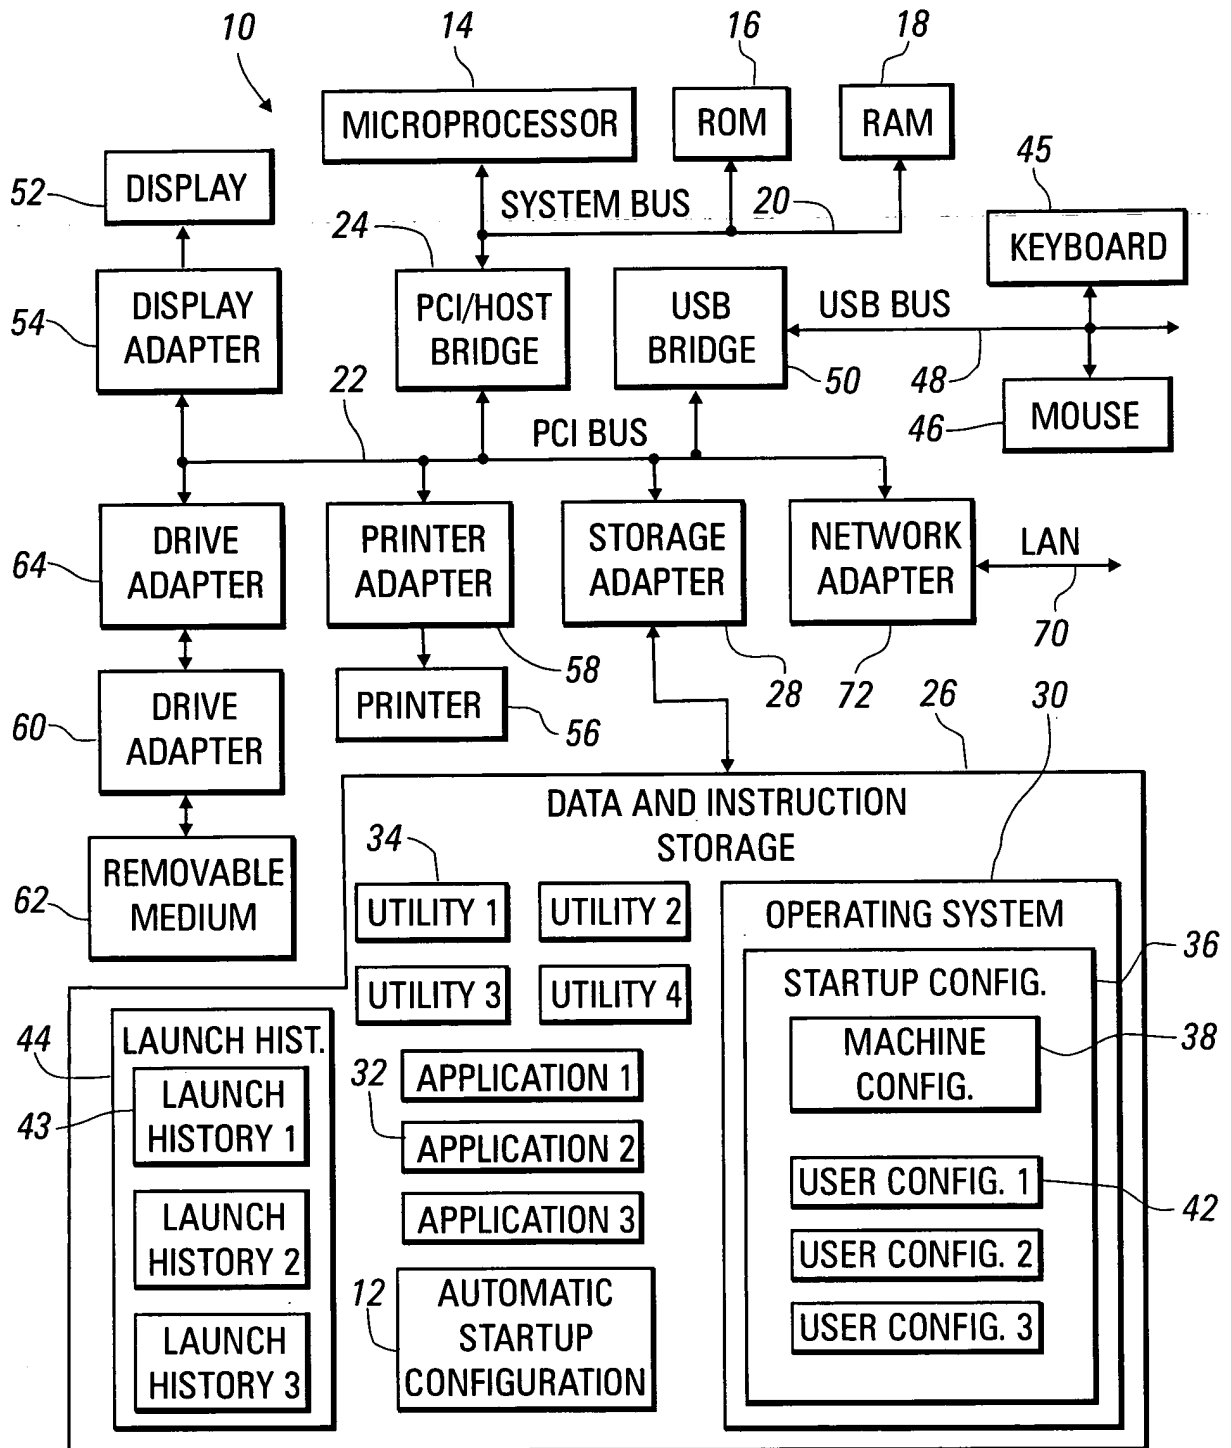 10
14
16
18
MICROPROCESSOR
ROM
RAM
DISPLAY
52
SYSTEM BUS
20
45
24
KEYBOARD
DISPLAY
ADAPTER
54
PCI/HOST
BRIDGE
USB
BRIDGE
USB BUS
50
48
MOUSE
46
22
PCI BUS
DRIVE
ADAPTER
64
PRINTER
ADAPTER
STORAGE
ADAPTER
NETWORK
ADAPTER
LAN
70
58
28
72
26
30
DRIVE
ADAPTER
60
PRINTER
56
DATA AND INSTRUCTION
STORAGE
REMOVABLE
MEDIUM
62
34
UTILITY 1
UTILITY 2
UTILITY 3
UTILITY 4
OPERATING SYSTEM
36
STARTUP CONFIG.
MACHINE
CONFIG.
38
44
LAUNCH HIST.
LAUNCH
HISTORY 1
43
LAUNCH
HISTORY 2
LAUNCH
HISTORY 3
32
APPLICATION 1
APPLICATION 2
APPLICATION 3
USER CONFIG. 1
42
USER CONFIG. 2
USER CONFIG. 3
12
AUTOMATIC
STARTUP
CONFIGURATION